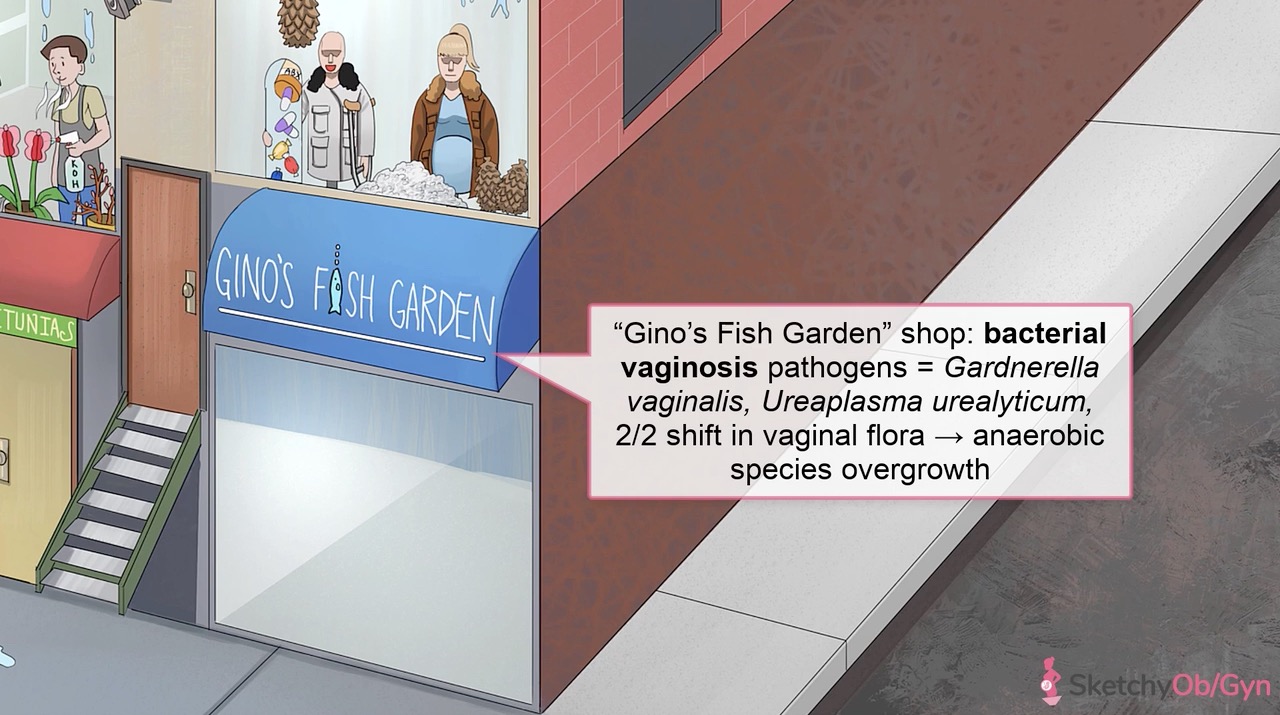 ABX
KOH
GINO'S FISH GARDEN
TUNIAS
“Gino’s Fish Garden” shop: bacterial
vaginosis pathogens = Gardnerella
vaginalis, Ureaplasma urealyticum,
2/2 shift in vaginal flora → anaerobic
species overgrowth
SketchyOb/Gyn